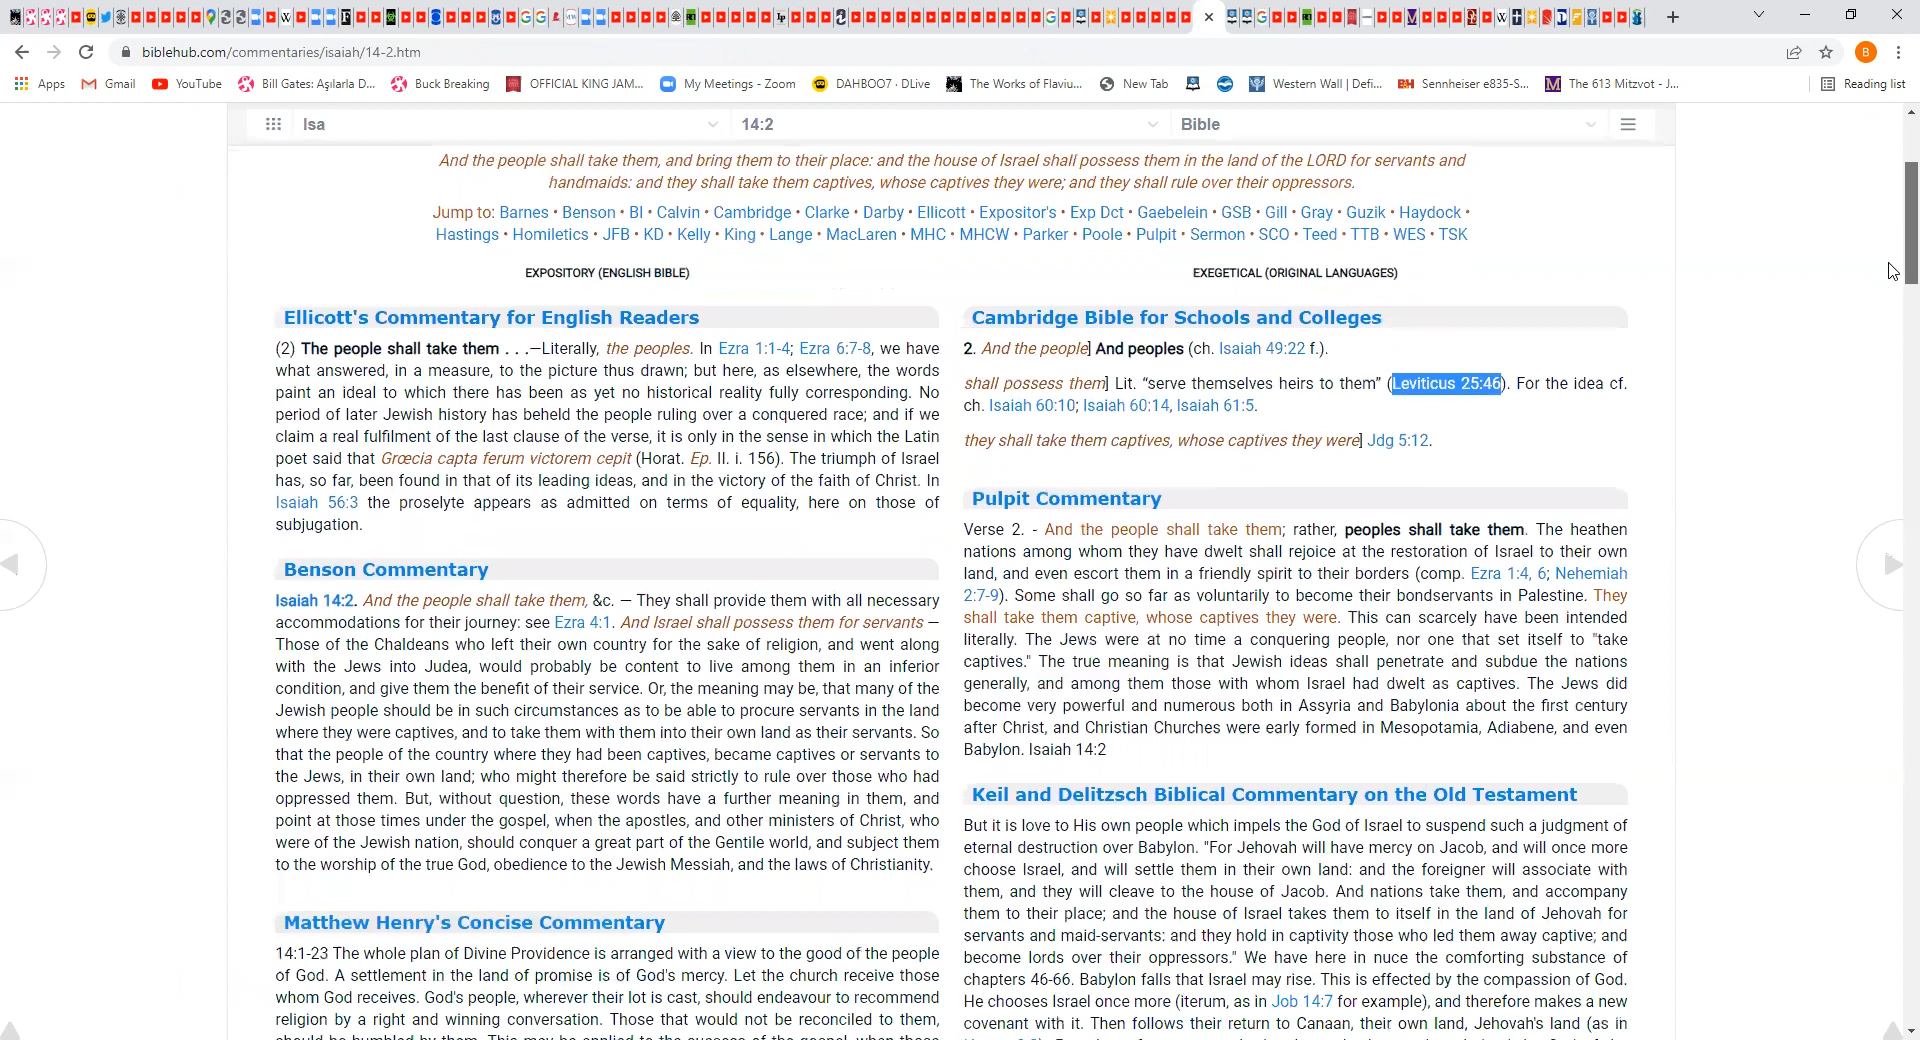 biblehub.com/commentaries/isaiah/14-2.htm
B
Apps
Gmail
YouTube
Bill Gates: Aşılarla D...
Buck Breaking
OFFICIAL KING JAM...
My Meetings - Zoom
DAHBOO7 · DLive
The Works of Flaviu...
New Tab
Western Wall | Defi...
Sennheiser e835-S...
The 613 Mitzvot - J...
Reading list
Isa
14:2
Bible
And the people shall take them, and bring them to their place: and the house of Israel shall possess them in the land of the LORD for servants and
handmaids: and they shall take them captives, whose captives they were; and they shall rule over their oppressors.
Jump to: Barnes • Benson • BI • Calvin • Cambridge • Clarke • Darby • Ellicott • Expositor's • Exp Dct • Gaebelein • GSB • Gill • Gray • Guzik • Haydock •
Hastings • Homiletics • JFB • KD • Kelly • King • Lange • MacLaren • MHC • MHCW • Parker • Poole • Pulpit • Sermon • SCO • Teed • TTB • WES • TSK
EXPOSITORY (ENGLISH BIBLE)
Ellicott's Commentary for English Readers
(2) The people shall take them . . .—Literally, the peoples. In Ezra 1:1-4; Ezra 6:7-8, we have
what answered, in a measure, to the picture thus drawn; but here, as elsewhere, the words
paint an ideal to which there has been as yet no historical reality fully corresponding. No
period of later Jewish history has beheld the people ruling over a conquered race; and if we
claim a real fulfilment of the last clause of the verse, it is only in the sense in which the Latin
poet said that Græcia capta ferum victorem cepit (Horat. Ep. II. i. 156). The triumph of Israel
has, so far, been found in that of its leading ideas, and in the victory of the faith of Christ. In
Isaiah 56:3 the proselyte appears as admitted on terms of equality, here on those of
subjugation.
Benson Commentary
Isaiah 14:2. And the people shall take them, &c. — They shall provide them with all necessary
accommodations for their journey: see Ezra 4:1. And Israel shall possess them for servants —
Those of the Chaldeans who left their own country for the sake of religion, and went along
with the Jews into Judea, would probably be content to live among them in an inferior
condition, and give them the benefit of their service. Or, the meaning may be, that many of the
Jewish people should be in such circumstances as to be able to procure servants in the land
where they were captives, and to take them with them into their own land as their servants. So
that the people of the country where they had been captives, became captives or servants to
the Jews, in their own land; who might therefore be said strictly to rule over those who had
oppressed them. But, without question, these words have a further meaning in them, and
point at those times under the gospel, when the apostles, and other ministers of Christ, who
were of the Jewish nation, should conquer a great part of the Gentile world, and subject them
to the worship of the true God, obedience to the Jewish Messiah, and the laws of Christianity.
Matthew Henry's Concise Commentary
14:1-23 The whole plan of Divine Providence is arranged with a view to the good of the people
of God. A settlement in the land of promise is of God's mercy. Let the church receive those
whom God receives. God's people, wherever their lot is cast, should endeavour to recommend
religion by a right and winning conversation. Those that would not be reconciled to them,
EXEGETICAL (ORIGINAL LANGUAGES)
Cambridge Bible for Schools and Colleges
2. And the people] And peoples (ch. Isaiah 49:22 f.).
shall possess them] Lit. “serve themselves heirs to them” (Leviticus 25:46). For the idea cf.
ch. Isaiah 60:10; Isaiah 60:14, Isaiah 61:5.
they shall take them captives, whose captives they were] Jdg 5:12.
Pulpit Commentary
Verse 2. - And the people shall take them; rather, peoples shall take them. The heathen
nations among whom they have dwelt shall rejoice at the restoration of Israel to their own
land, and even escort them in a friendly spirit to their borders (comp. Ezra 1:4, 6; Nehemiah
2:7-9). Some shall go so far as voluntarily to become their bondservants in Palestine. They
shall take them captive, whose captives they were. This can scarcely have been intended
literally. The Jews were at no time a conquering people, nor one that set itself to "take
captives." The true meaning is that Jewish ideas shall penetrate and subdue the nations
generally, and among them those with whom Israel had dwelt as captives. The Jews did
become very powerful and numerous both in Assyria and Babylonia about the first century
after Christ, and Christian Churches were early formed in Mesopotamia, Adiabene, and even
Babylon. Isaiah 14:2
Keil and Delitzsch Biblical Commentary on the Old Testament
But it is love to His own people which impels the God of Israel to suspend such a judgment of
eternal destruction over Babylon. "For Jehovah will have mercy on Jacob, and will once more
choose Israel, and will settle them in their own land: and the foreigner will associate with
them, and they will cleave to the house of Jacob. And nations take them, and accompany
them to their place; and the house of Israel takes them to itself in the land of Jehovah for
servants and maid-servants: and they hold in captivity those who led them away captive; and
become lords over their oppressors." We have here in nuce the comforting substance of
chapters 46-66. Babylon falls that Israel may rise. This is effected by the compassion of God.
He chooses Israel once more (iterum, as in Job 14:7 for example), and therefore makes a new
covenant with it. Then follows their return to Canaan, their own land, Jehovah's land (as in